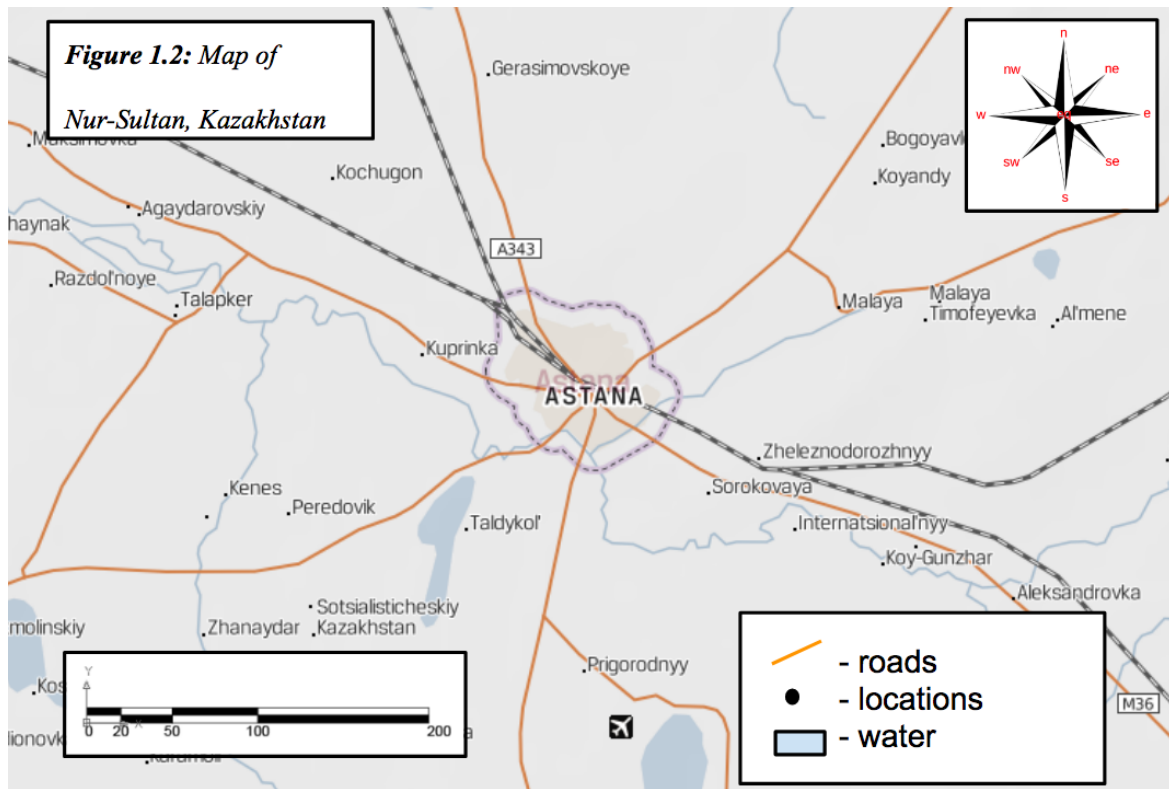 Figure 1.2: Map of
Nur-Sultan, Kazakhstan
n
nw
ne
w
e
sw
se
s
Gerasimovskoye
Maksimovka
Kochugon
Koyandy
Agaydarovskiy
A343
Razdol'noye
Talapker
Malaya
Malaya
Timofeyevka
Al'mene
Kuprinka
Astana
ASTANA
Zheleznodorozhnyy
Kenes
Peredovik
Sorokovaya
Taldykol'
Internatsional'nyy
Koy-Gunzhar
Aleksandrovka
Sotsialisticheskiy
Kazakhstan
Zhanaydar
Prigorodnyy
M36
Y
X
0 20 50 100 200
- roads
- locations
- water